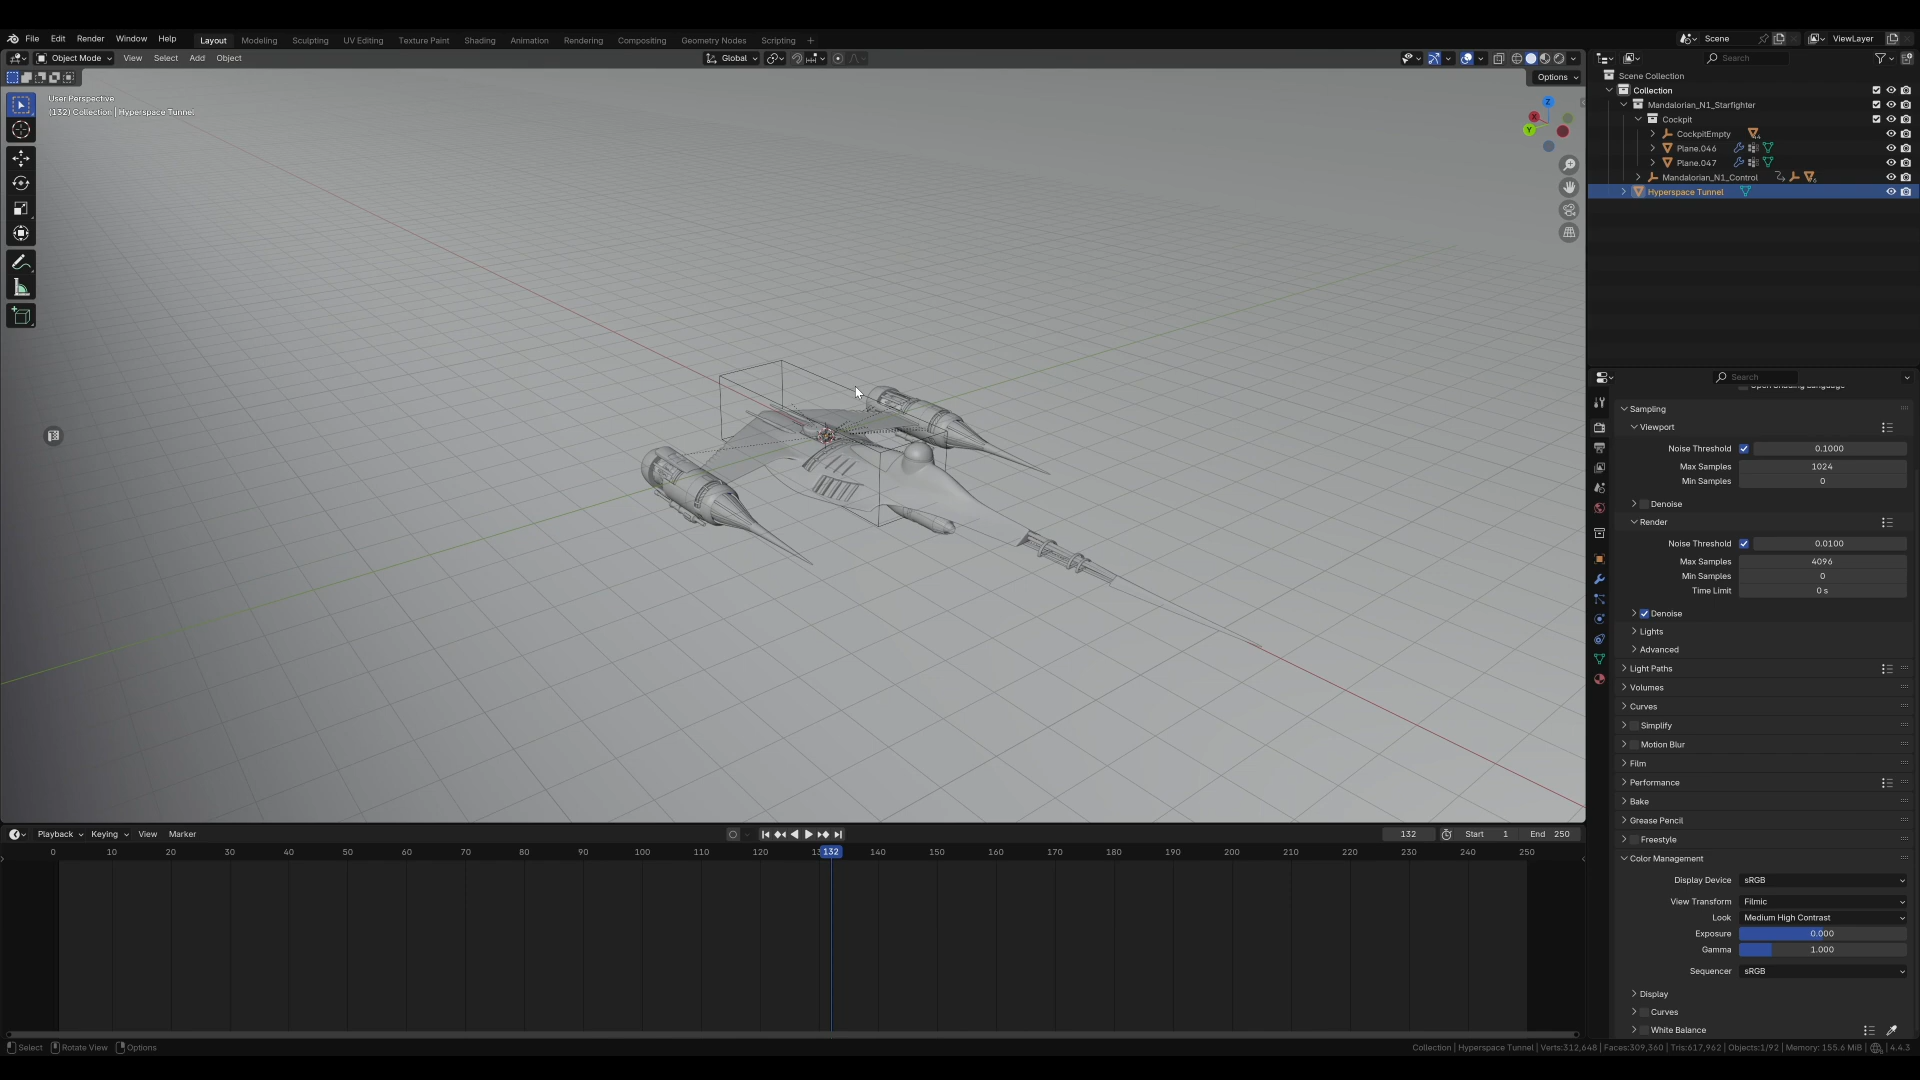 File Edit Render Window Help Layout Modeling Sculpting UV Editing Texture Paint Shading Animation Rendering Compositing Geometry Nodes Scripting + Scene ViewLayer
Object Mode View Select Add Object Global Search
Options
User Perspective
(132) Collection | Hyperspace Tunnel
Z
X
Y
Scene Collection
Collection
Mandalorian_N1_Starfighter
Cockpit
CockpitEmpty
Plane.046
Plane.047
Mandalorian_N1_Control
Hyperspace Tunnel
Search
Open Shading Language
Sampling
Viewport
Noise Threshold 0.1000
Max Samples 1024
Min Samples 0
Denoise
Render
Noise Threshold 0.0100
Max Samples 4096
Min Samples 0
Time Limit 0 s
Denoise
Lights
Advanced
Light Paths
Volumes
Curves
Simplify
Motion Blur
Film
Performance
Bake
Grease Pencil
Freestyle
Color Management
Display Device sRGB
View Transform Filmic
Look Medium High Contrast
Exposure 0.000
Gamma 1.000
Sequencer sRGB
Display
Curves
White Balance
Playback Keying View Marker 132 Start 1 End 250
0 10 20 30 40 50 60 70 80 90 100 110 120 132 140 150 160 170 180 190 200 210 220 230 240 250
Select Rotate View Options Collection | Hyperspace Tunnel | Verts:312,648 | Faces:309,360 | Tris:617,962 | Objects:1/92 | Memory: 155.6 MiB | 4.4.3